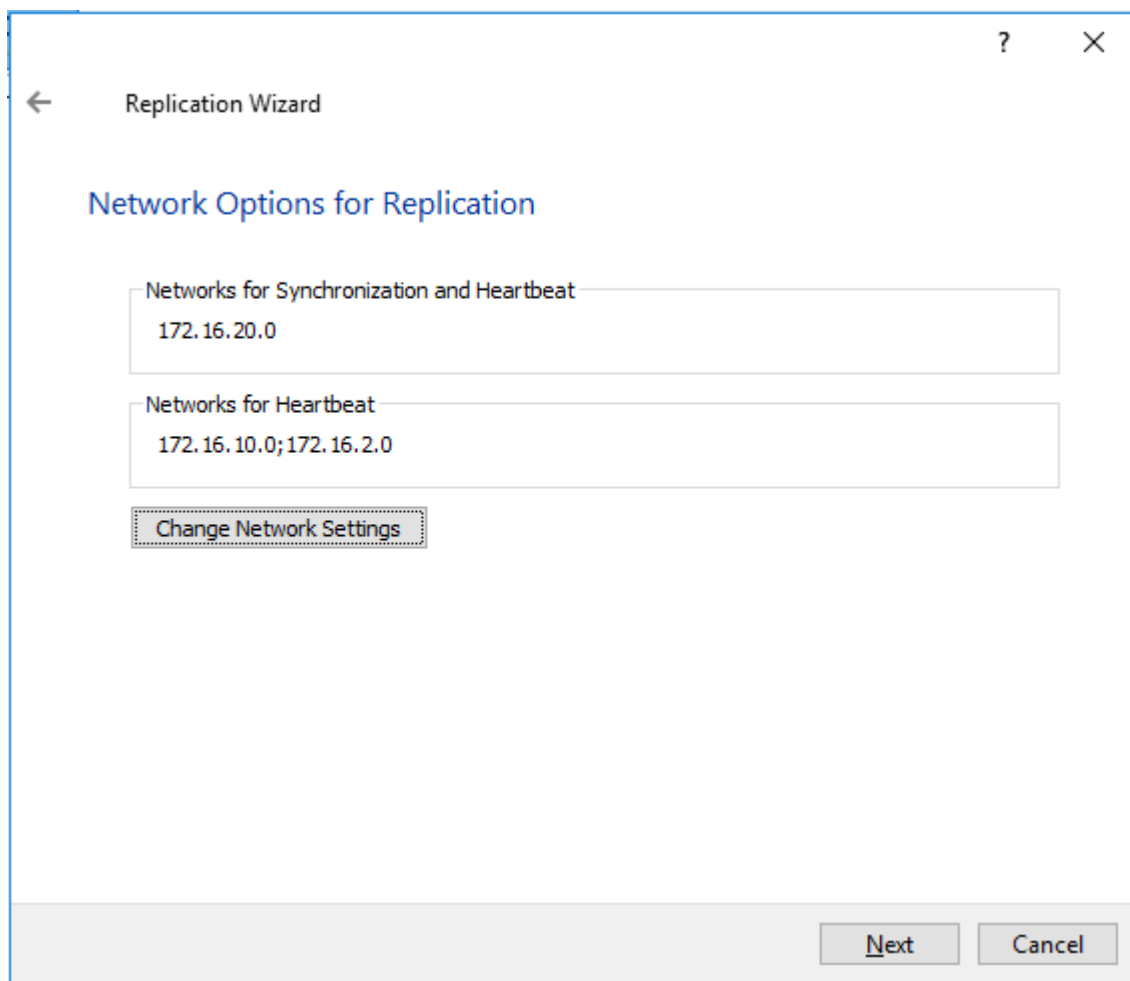 ?
Replication Wizard
Network Options for Replication
Networks for Synchronization and Heartbeat
172.16.20.0
Networks for Heartbeat
172.16.10.0;172.16.2.0
Change Network Settings
Next
Cancel